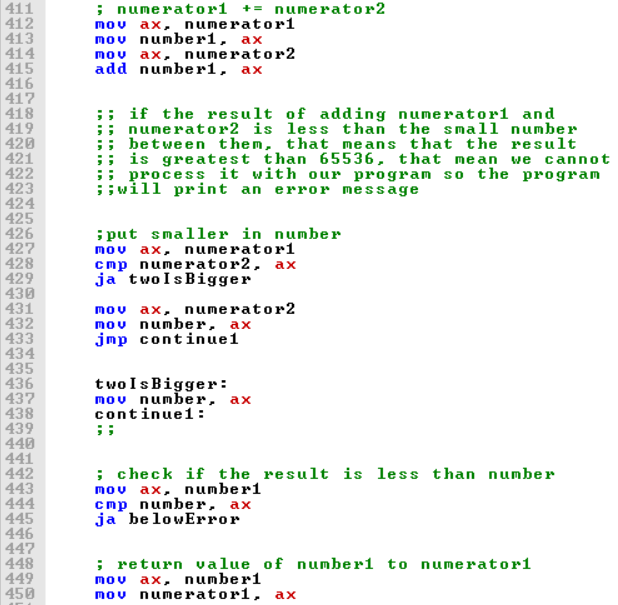 411 ; numerator1 += numerator2
412 mov ax, numerator1
413 mov number1, ax
414 mov ax, numerator2
415 add number1, ax
416
417
418 ;; if the result of adding numerator1 and
419 ;; numerator2 is less than the small number
420 ;; between them, that means that the result
421 ;; is greatest than 65536, that mean we cannot
422 ;; process it with our program so the program
423 ;;will print an error message
424
425
426 ;put smaller in number
427 mov ax, numerator1
428 cmp numerator2, ax
429 ja twoIsBigger
430
431 mov ax, numerator2
432 mov number, ax
433 jmp continue1
434
435
436 twoIsBigger:
437 mov number, ax
438 continue1:
439 ;;
440
441
442 ; check if the result is less than number
443 mov ax, number1
444 cmp number, ax
445 ja belowError
446
447
448 ; return value of number1 to numerator1
449 mov ax, number1
450 mov numerator1, ax